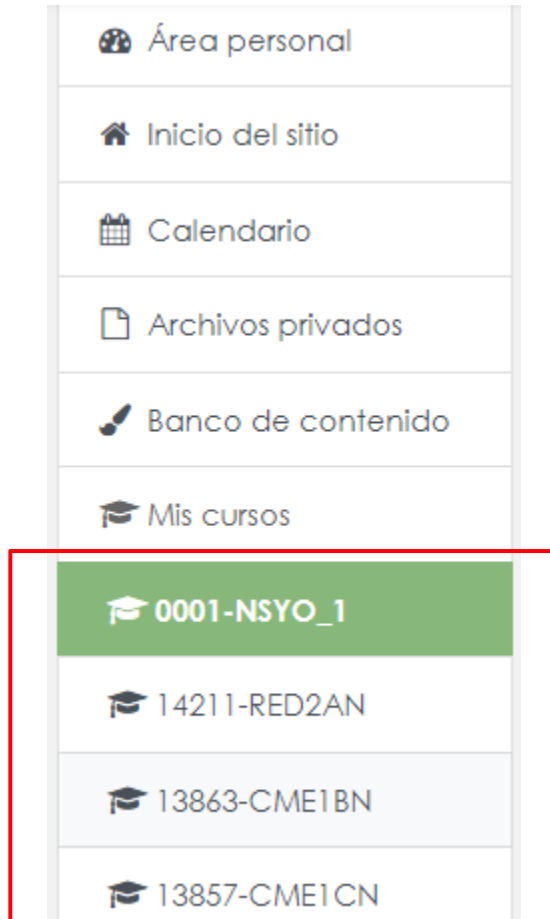 Área personal
Inicio del sitio
Calendario
Archivos privados
Banco de contenido
Mis cursos
0001-NSYO_1
14211-RED2AN
13863-CME1BN
13857-CME1CN